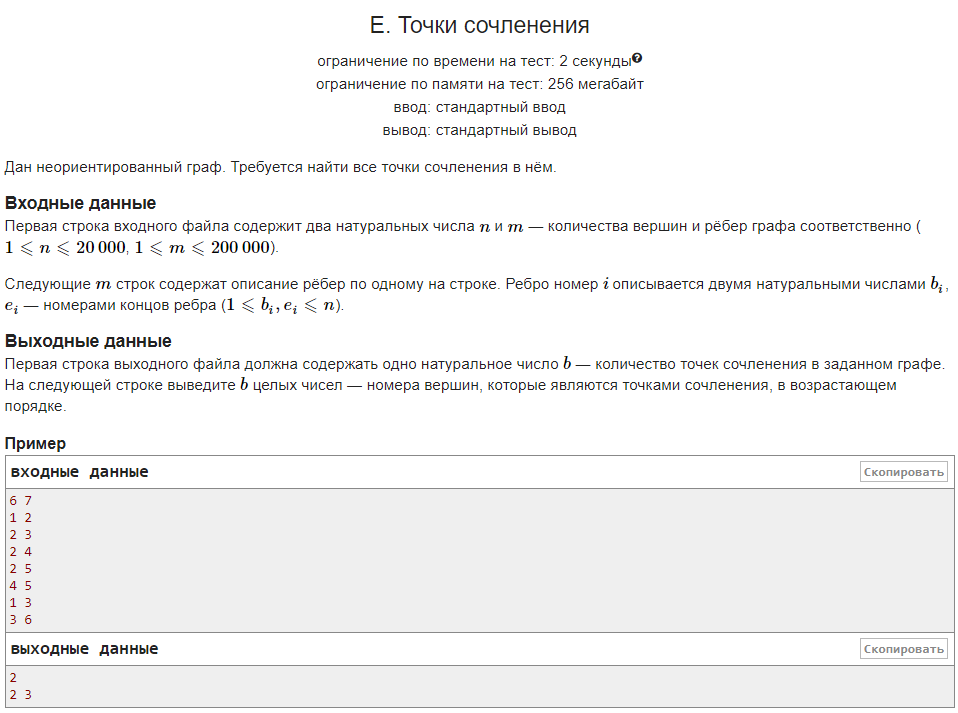 E. Точки сочленения
ограничение по времени на тест: 2 секунды
ограничение по памяти на тест: 256 мегабайт
ввод: стандартный ввод
вывод: стандартный вывод
Дан неориентированный граф. Требуется найти все точки сочленения в нём.
Входные данные
Первая строка входного файла содержит два натуральных числа n и m — количества вершин и рёбер графа соответственно (
1 ⩽ n ⩽ 20 000, 1 ⩽ m ⩽ 200 000).
Следующие m строк содержат описание рёбер по одному на строке. Ребро номер i описывается двумя натуральными числами b_i,
e_i — номерами концов ребра (1 ⩽ b_i, e_i ⩽ n).
Выходные данные
Первая строка выходного файла должна содержать одно натуральное число b — количество точек сочленения в заданном графе.
На следующей строке выведите b целых чисел — номера вершин, которые являются точками сочленения, в возрастающем
порядке.
Пример
входные данные Скопировать
6 7
1 2
2 3
2 4
2 5
4 5
1 3
3 6
выходные данные Скопировать
2
2 3